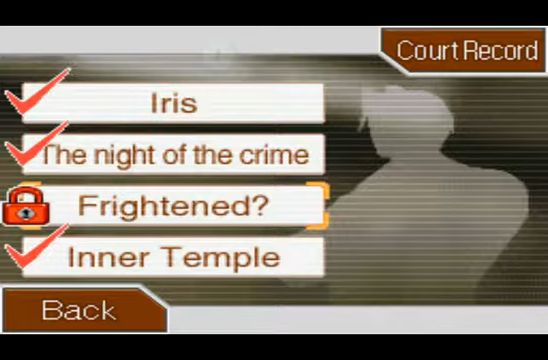 Court Record
Iris
The night of the crime
Frightened?
Inner Temple
Back